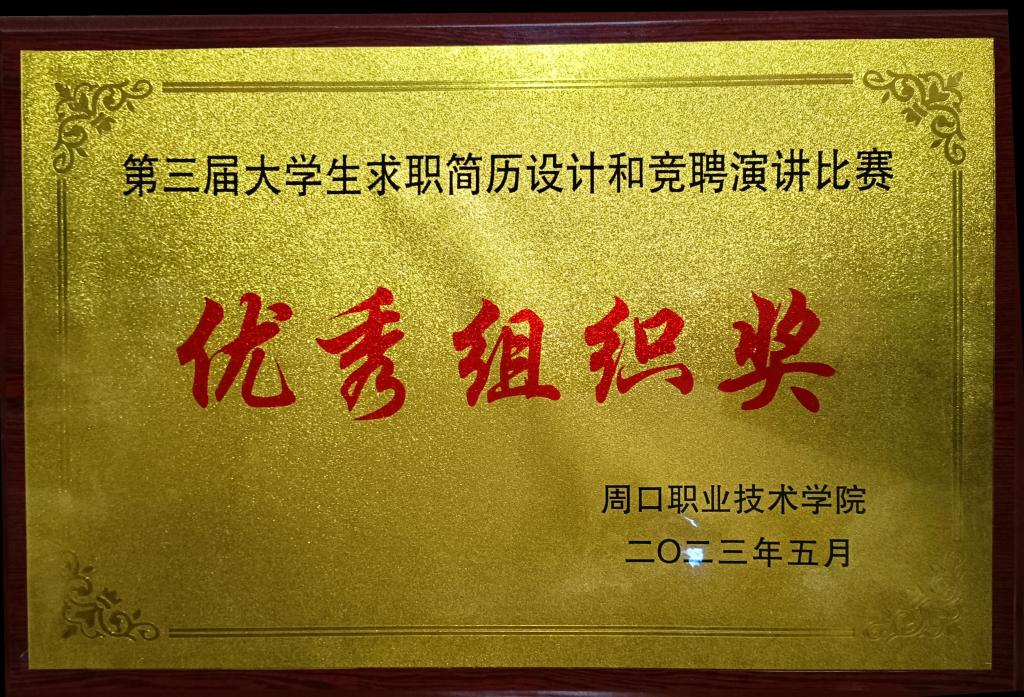 第三届大学生求职简历设计和竞聘演讲比赛
优秀组织奖
周口职业技术学院
二〇二三年五月